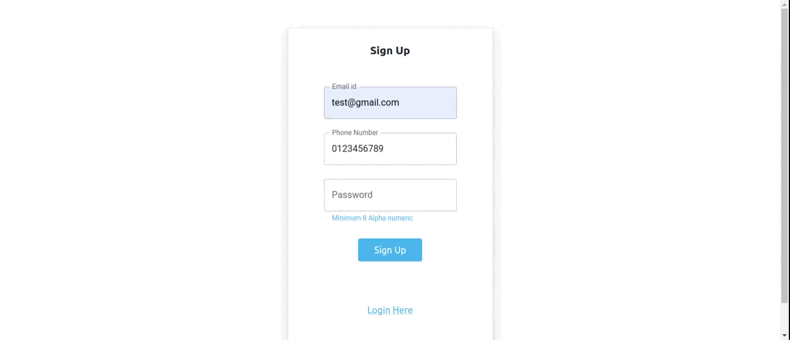 Sign Up
Email id
test@gmail.com
Phone Number
0123456789
Password
Minimum 8 Alpha numeric
Sign Up
Login Here